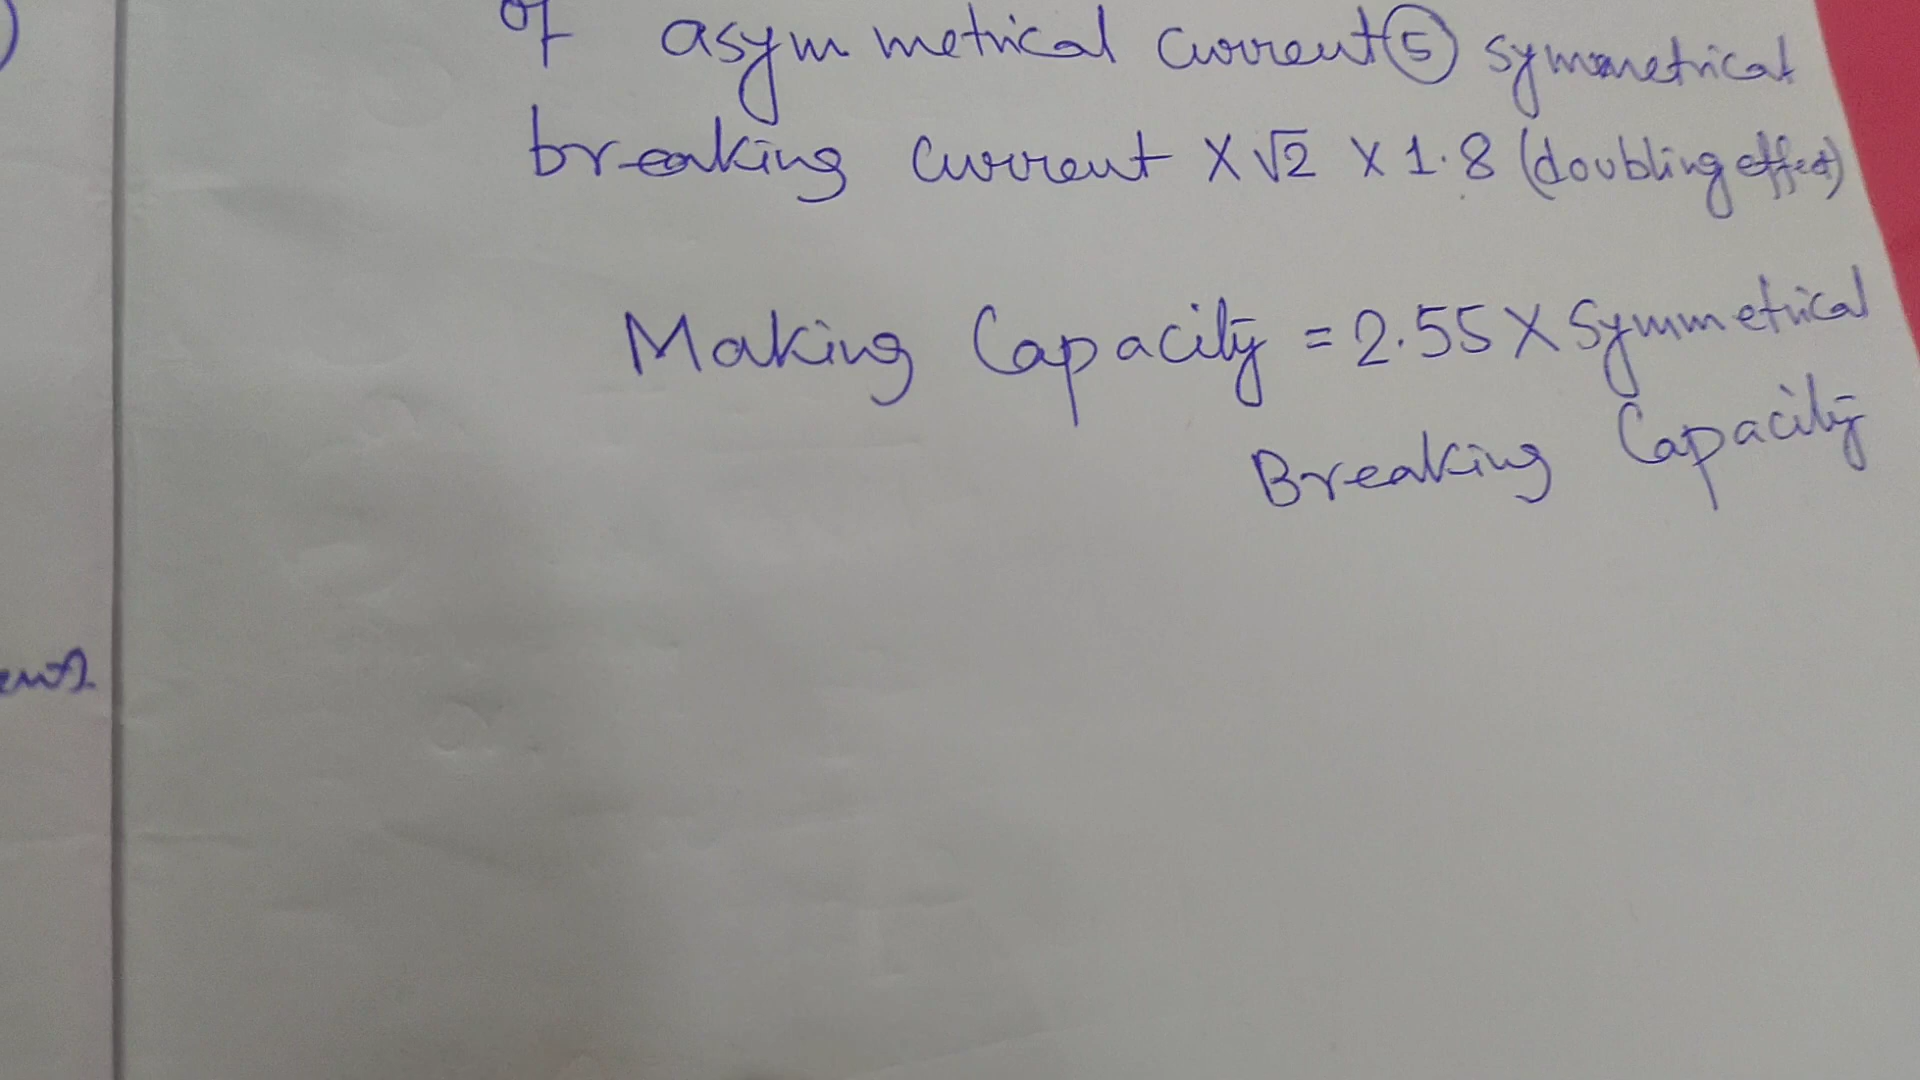 of asymmetrical current ⑤ symmetrical
breaking current X √2 X 1.8 (doubling effect)
Making Capacity = 2.55 X Symmetrical
Breaking Capacity